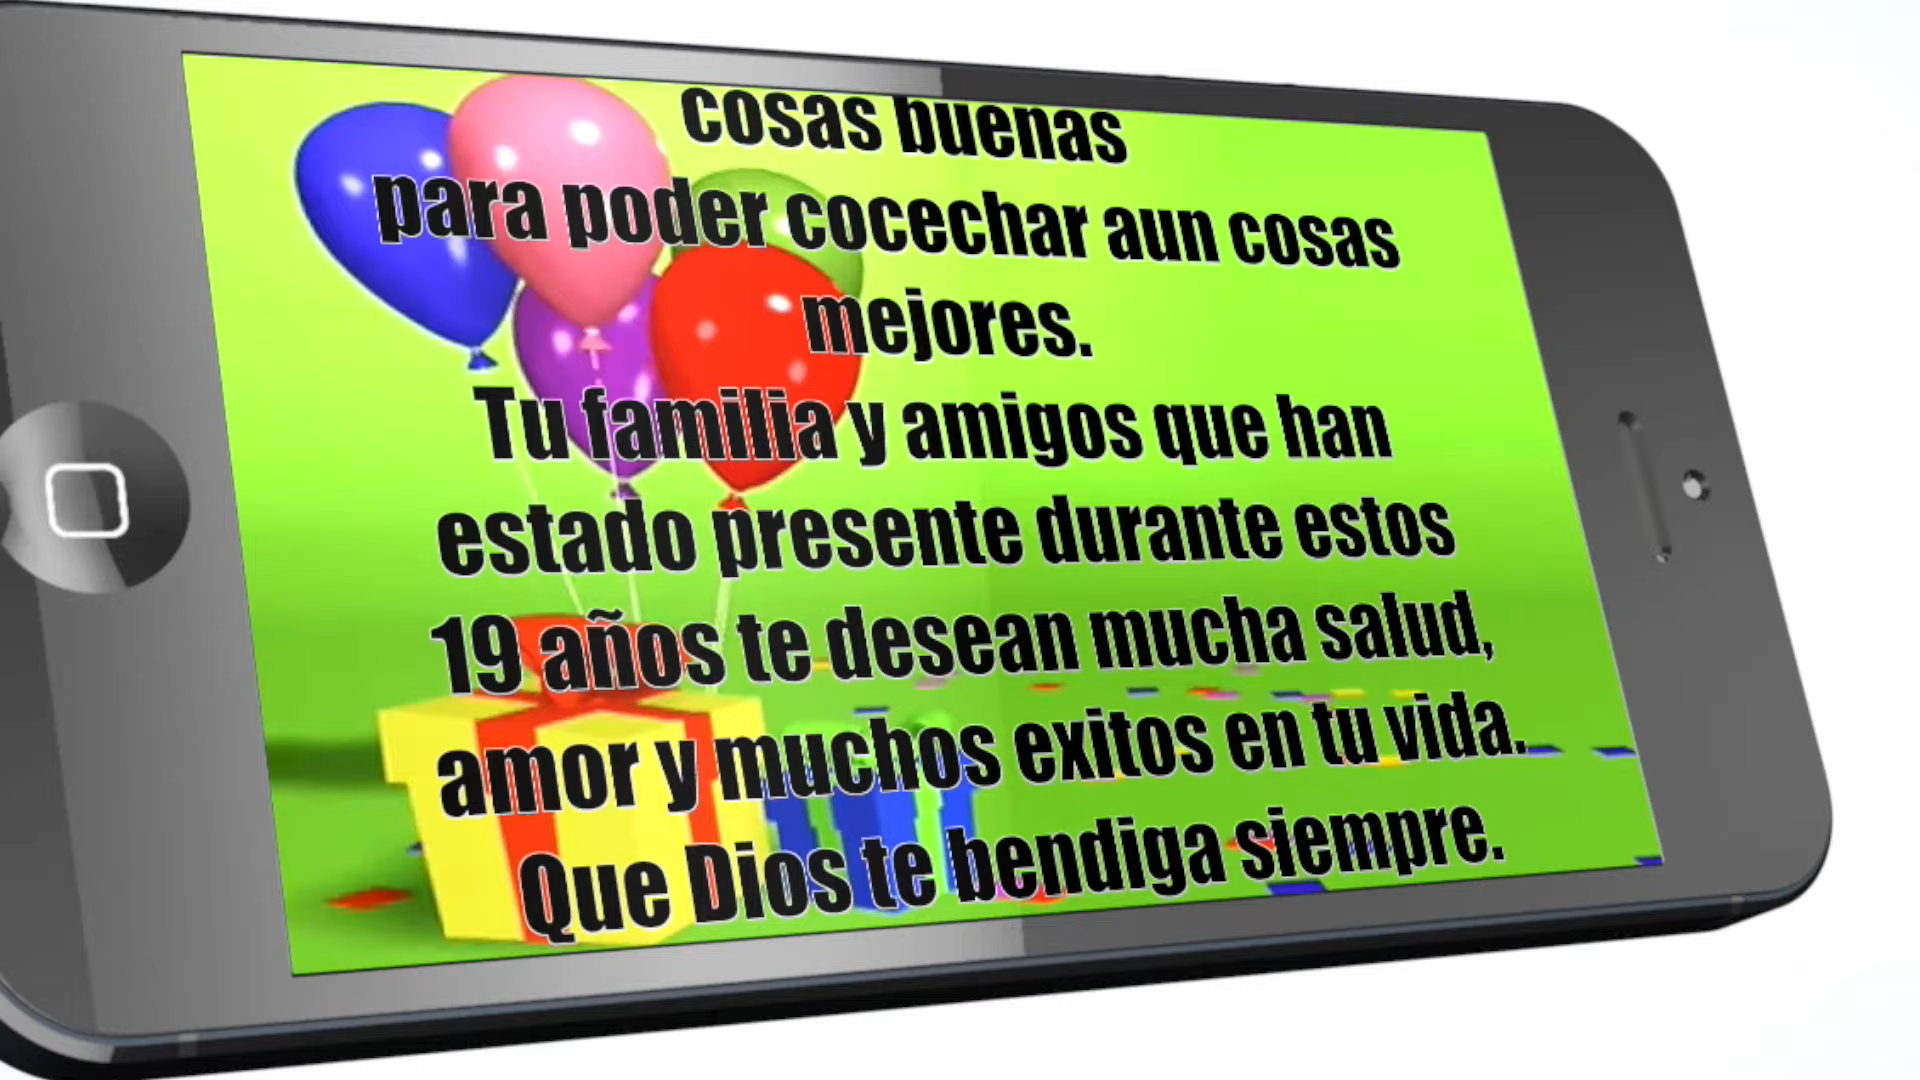 cosas buenas
para poder cocechar aun cosas
mejores.
Tu familia y amigos que han
estado presente durante estos
19 años te desean mucha salud,
amor y muchos exitos en tu vida.
Que Dios te bendiga siempre.